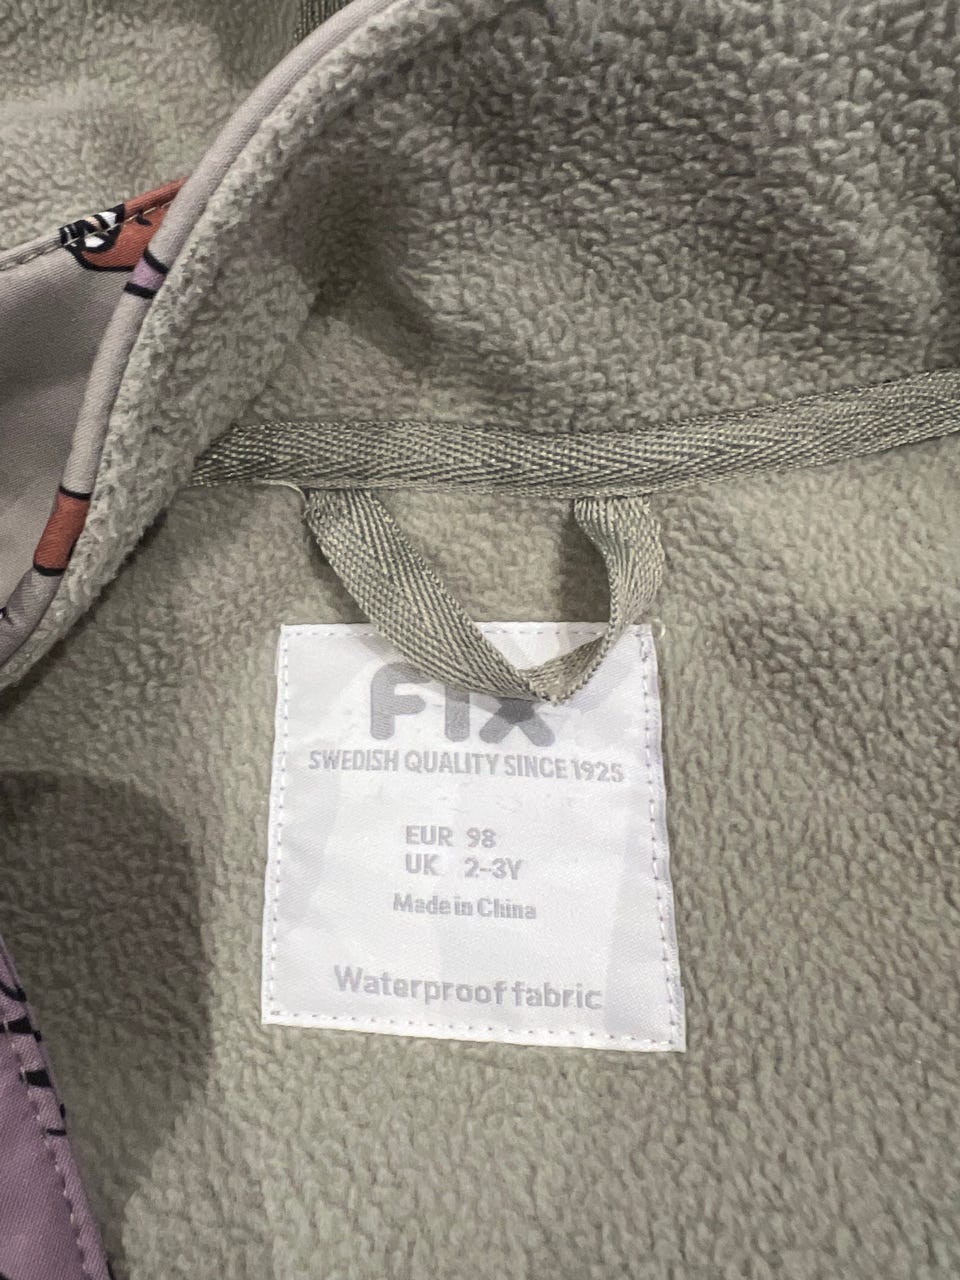 FIX
SWEDISH QUALITY SINCE 1925
EUR 98
UK 2-3Y
Made in China
Waterproof fabric